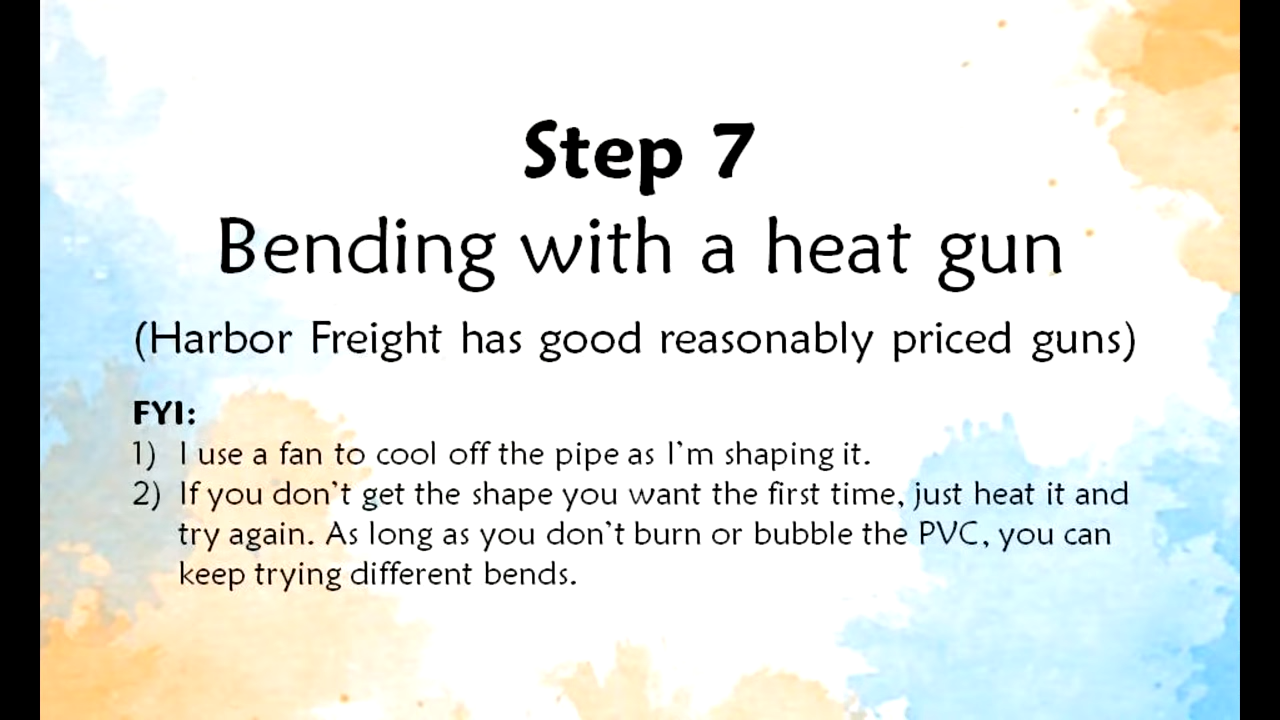 Step 7
Bending with a heat gun
(Harbor Freight has good reasonably priced guns)
FYI:
1) I use a fan to cool off the pipe as I'm shaping it.
2) If you don't get the shape you want the first time, just heat it and
try again. As long as you don't burn or bubble the PVC, you can
keep trying different bends.